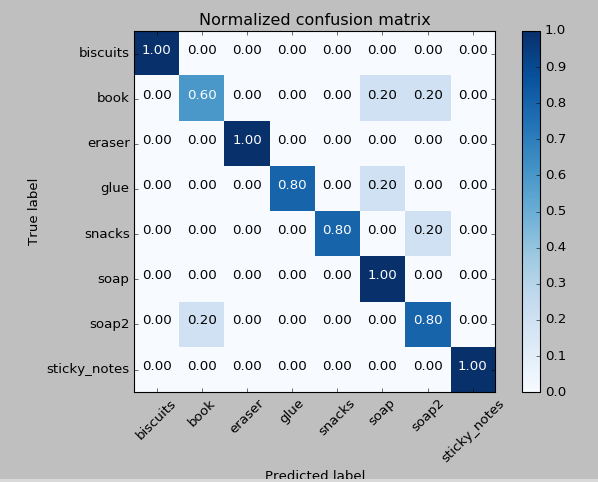 Normalized confusion matrix
True label
biscuits 1.00 0.00 0.00 0.00 0.00 0.00 0.00 0.00
book 0.00 0.60 0.00 0.00 0.00 0.20 0.20 0.00
eraser 0.00 0.00 1.00 0.00 0.00 0.00 0.00 0.00
glue 0.00 0.00 0.00 0.80 0.00 0.20 0.00 0.00
snacks 0.00 0.00 0.00 0.00 0.80 0.00 0.20 0.00
soap 0.00 0.00 0.00 0.00 0.00 1.00 0.00 0.00
soap2 0.00 0.20 0.00 0.00 0.00 0.00 0.80 0.00
sticky_notes 0.00 0.00 0.00 0.00 0.00 0.00 0.00 1.00
biscuits book eraser glue snacks soap soap2 sticky_notes
Predicted label
1.0
0.9
0.8
0.7
0.6
0.5
0.4
0.3
0.2
0.1
0.0